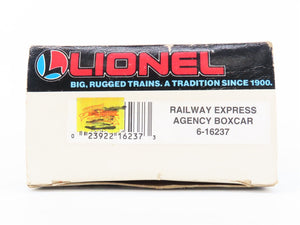 LIONEL
BIG, RUGGED TRAINS. A TRADITION SINCE 1900.
RAILWAY EXPRESS
AGENCY BOXCAR
6-16237
0 23922 16237 3